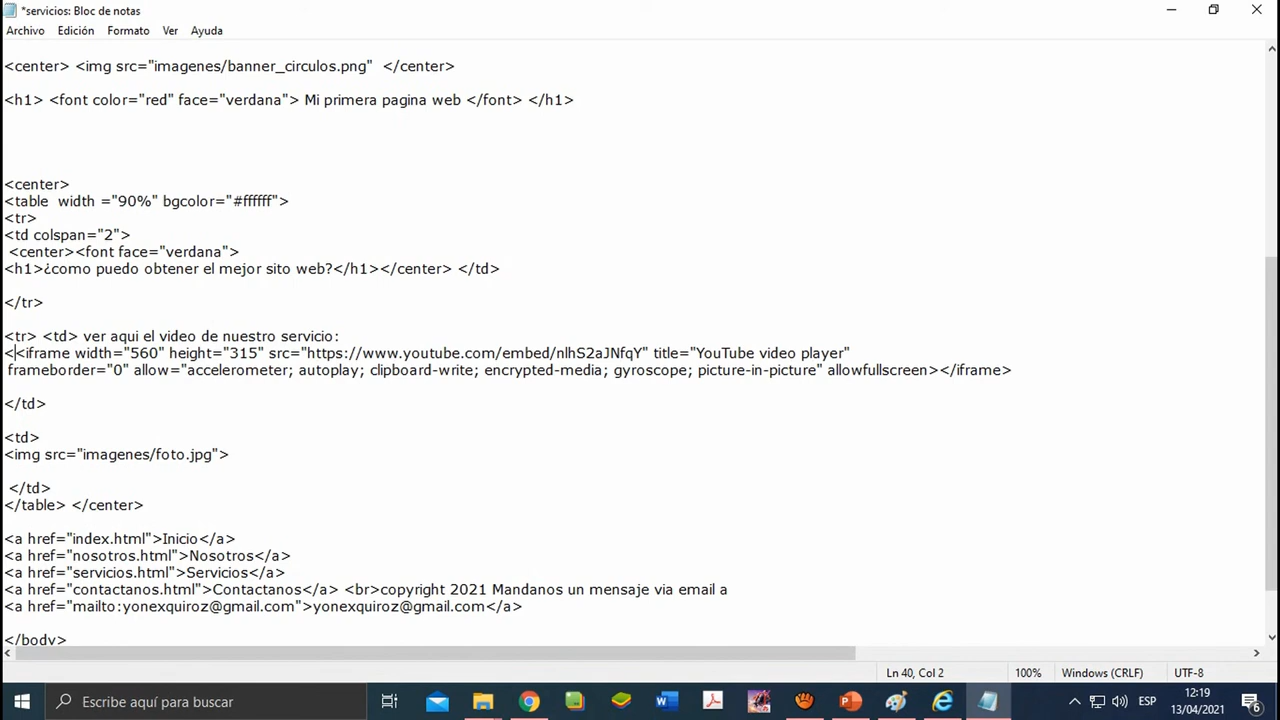 *servicios: Bloc de notas
Archivo Edición Formato Ver Ayuda
<center> <img src="imagenes/banner_circulos.png"  </center>
<h1> <font color="red" face="verdana"> Mi primera pagina web </font> </h1>
<center>
<table  width ="90%" bgcolor="#ffffff">
<tr>
<td colspan="2">
<center><font face="verdana">
<h1>¿como puedo obtener el mejor sito web?</h1></center> </td>
</tr>
<tr> <td> ver aqui el video de nuestro servicio:
<<iframe width="560" height="315" src="https://www.youtube.com/embed/nlhS2aJNfqY" title="YouTube video player"
frameborder="0" allow="accelerometer; autoplay; clipboard-write; encrypted-media; gyroscope; picture-in-picture" allowfullscreen></iframe>
</td>
<td>
<img src="imagenes/foto.jpg">
</td>
</table> </center>
<a href="index.html">Inicio</a>
<a href="nosotros.html">Nosotros</a>
<a href="servicios.html">Servicios</a>
<a href="contactanos.html">Contactanos</a> <br>copyright 2021 Mandanos un mensaje via email a
<a href="mailto:yonexquiroz@gmail.com">yonexquiroz@gmail.com</a>
</body>
Ln 40, Col 2 100% Windows (CRLF) UTF-8
Escribe aquí para buscar
ESP
12:19
13/04/2021
6